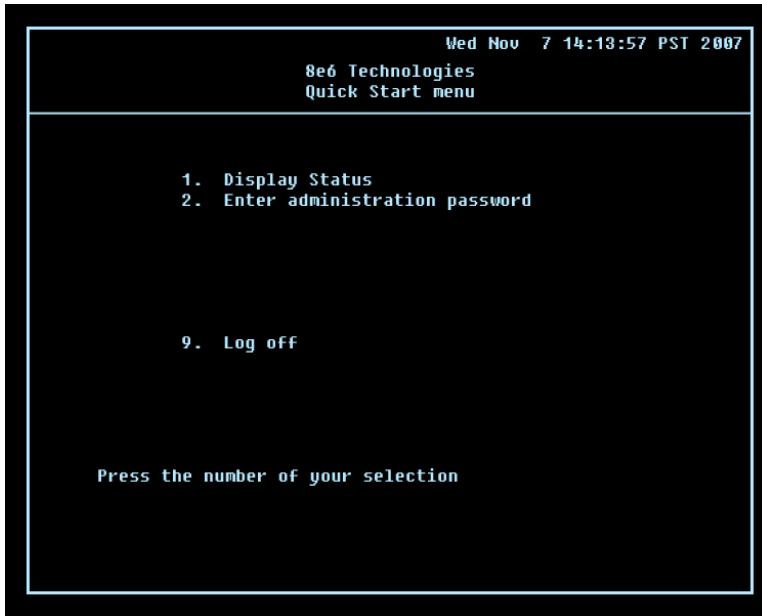 Wed Nov 7 14:13:57 PST 2007
8e6 Technologies
Quick Start menu
1. Display Status
2. Enter administration password
9. Log off
Press the number of your selection